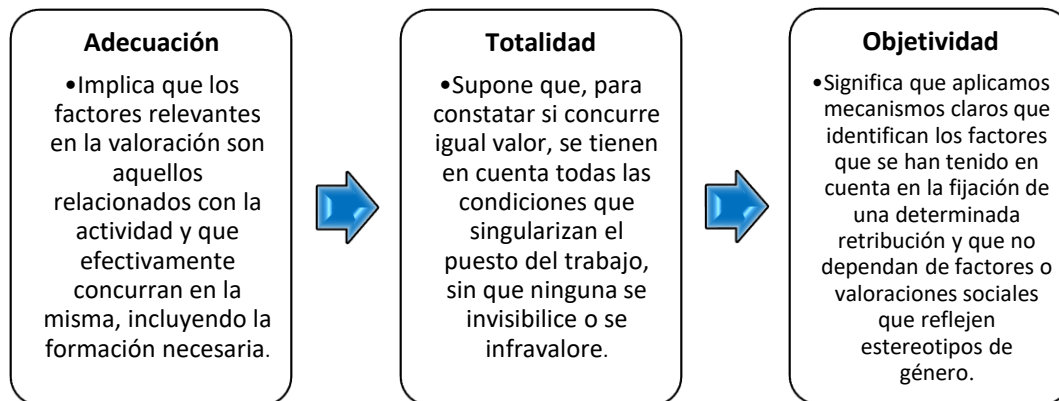 Adecuación
•Implica que los
factores relevantes
en la valoración son
aquellos
relacionados con la
actividad y que
efectivamente
concurran en la
misma, incluyendo la
formación necesaria.
Totalidad
•Supone que, para
constatar si concurre
igual valor, se tienen
en cuenta todas las
condiciones que
singularizan el
puesto del trabajo,
sin que ninguna se
invisibilice o se
infravalore.
Objetividad
•Significa que aplicamos
mecanismos claros que
identifican los factores
que se han tenido en
cuenta en la fijación de
una determinada
retribución y que no
dependan de factores o
valoraciones sociales
que reflejen
estereotipos de
género.